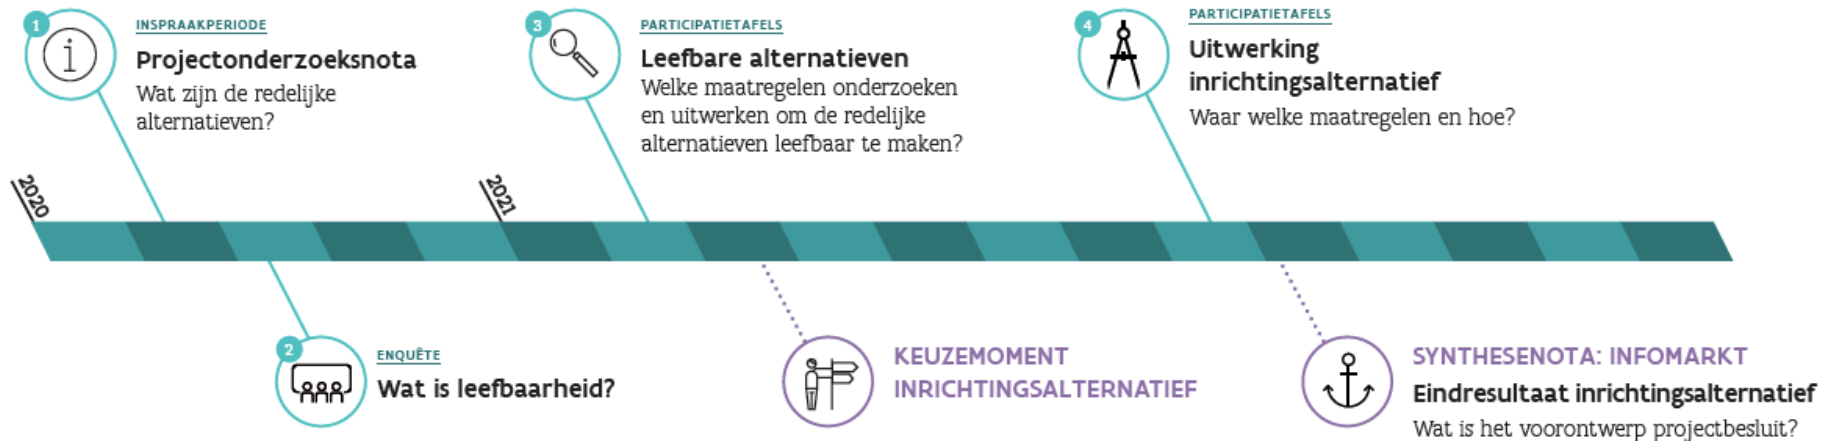 1
INSPRAAKPERIODE
Projectonderzoeksnota
Wat zijn de redelijke
alternatieven?
3
PARTICIPATIETAFELS
Leefbare alternatieven
Welke maatregelen onderzoeken
en uitwerken om de redelijke
alternatieven leefbaar te maken?
4
PARTICIPATIETAFELS
Uitwerking
inrichtingsalternatief
Waar welke maatregelen en hoe?
2020
2021
2
ENQUÊTE
Wat is leefbaarheid?
KEUZEMOMENT
INRICHTINGSALTERNATIEF
SYNTHESENOTA: INFOMARKT
Eindresultaat inrichtingsalternatief
Wat is het voorontwerp projectbesluit?